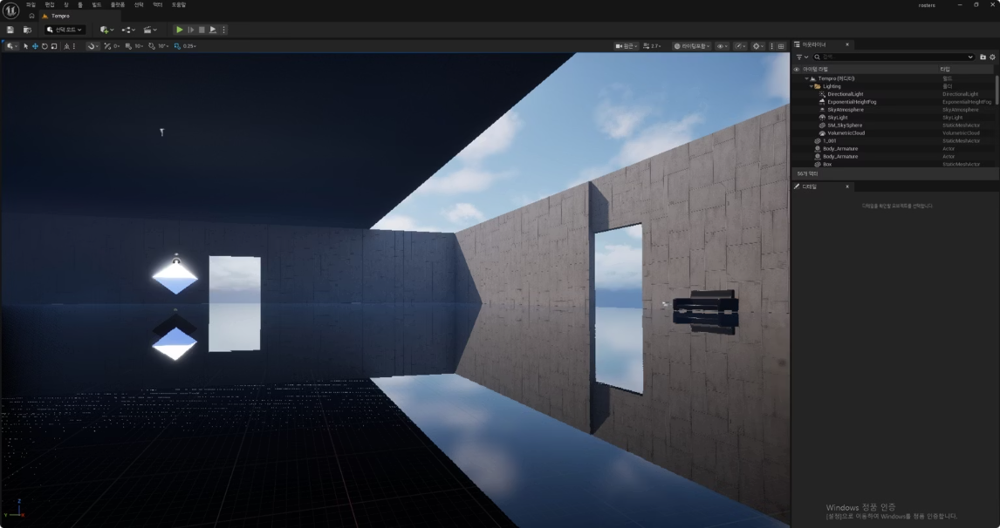 파일 편집 창 툴 빌드 플랫폼 선택 액터 도움말
rosters
Tempro
선택 모드
0
10
10°
0.25
원근
2.7
라이팅포함
아웃라이너
검색
아이템 라벨 타입
Tempro (에디터) 월드
Lighting 폴더
DirectionalLight DirectionalLight
ExponentialHeightFog ExponentialHeightFog
SkyAtmosphere SkyAtmosphere
SkyLight SkyLight
SM_SkySphere StaticMeshActor
VolumetricCloud VolumetricCloud
1_001 StaticMeshActor
Body_Armature Actor
Body_Armature Actor
Box StaticMeshActor
56개 액터
디테일
디테일을 확인할 오브젝트를 선택합니다.
Z
Y X
Windows 정품 인증
[설정]으로 이동하여 Windows를 정품 인증합니다.